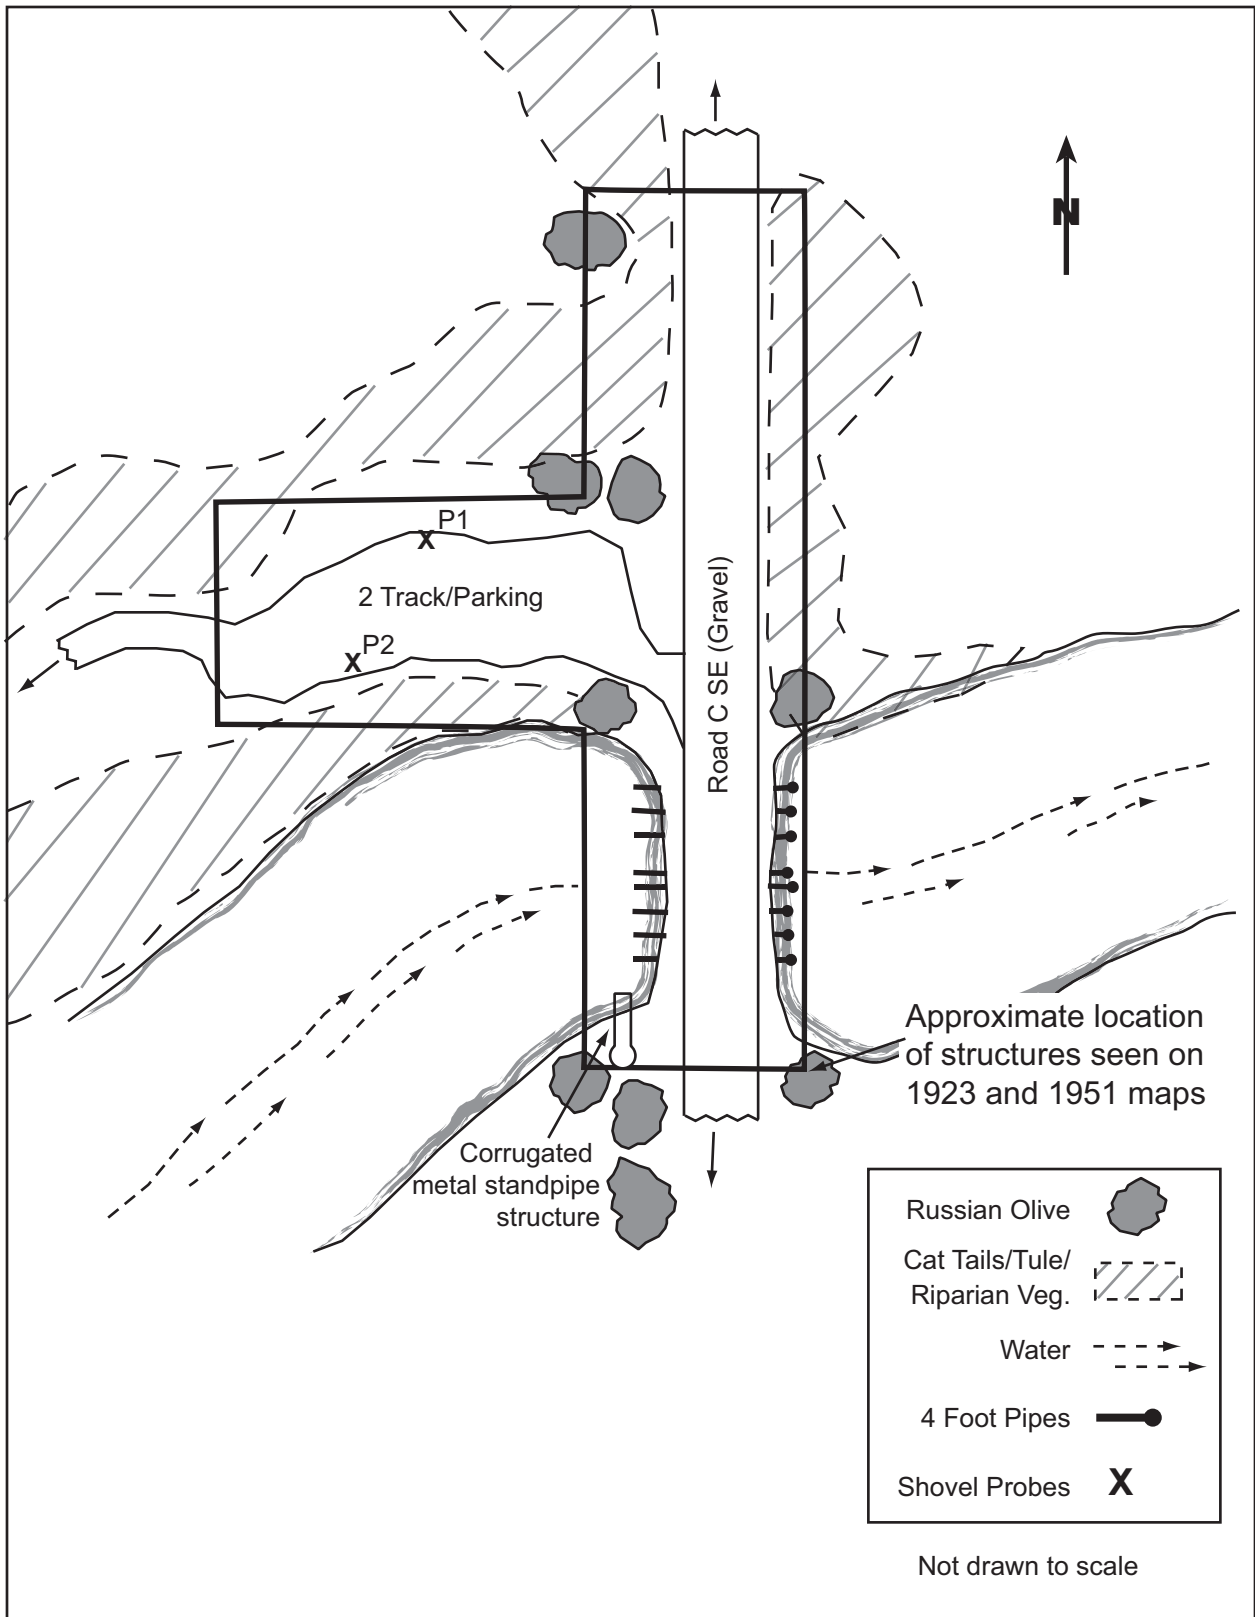 N
P1
2 Track/Parking
P2
Road C SE (Gravel)
Approximate location
of structures seen on
1923 and 1951 maps
Corrugated
metal standpipe
structure
Russian Olive
Cat Tails/Tule/
Riparian Veg.
Water
4 Foot Pipes
Shovel Probes
X
Not drawn to scale